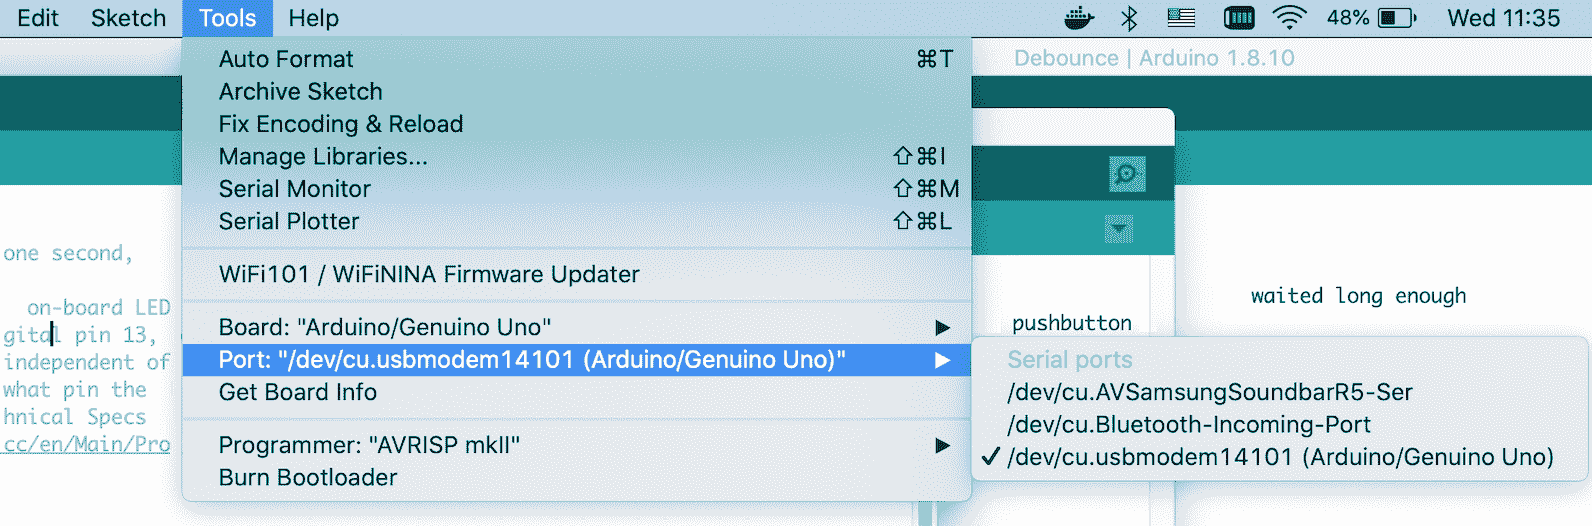 Edit Sketch Tools Help 48% Wed 11:35
Debounce | Arduino 1.8.10
Auto Format ⌘T
Archive Sketch
Fix Encoding & Reload
Manage Libraries... ⇧⌘I
Serial Monitor ⇧⌘M
Serial Plotter ⇧⌘L
WiFi101 / WiFiNINA Firmware Updater
Board: "Arduino/Genuino Uno"
Port: "/dev/cu.usbmodem14101 (Arduino/Genuino Uno)"
Get Board Info
Programmer: "AVRISP mkII"
Burn Bootloader
Serial ports
/dev/cu.AVSamsungSoundbarR5-Ser
/dev/cu.Bluetooth-Incoming-Port
✓ /dev/cu.usbmodem14101 (Arduino/Genuino Uno)
one second,
on-board LED
gital pin 13,
independent of
what pin the
hnical Specs
cc/en/Main/Pro
pushbutton
waited long enough